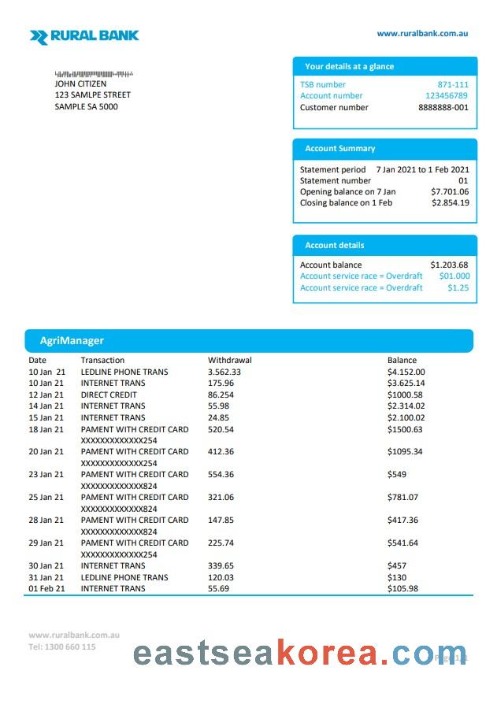 RURAL BANK
www.ruralbank.com.au
JOHN CITIZEN
123 SAMLPE STREET
SAMPLE SA 5000
Your details at a glance
TSB number 871-111
Account number 123456789
Customer number 8888888-001
Account Summary
Statement period 7 Jan 2021 to 1 Feb 2021
Statement number 01
Opening balance on 7 Jan $7.701.06
Closing balance on 1 Feb $2.854.19
Account details
Account balance $1.203.68
Account service race = Overdraft $01.000
Account service race = Overdraft $1.25
AgriManager
Date Transaction Withdrawal Balance
10 Jan 21 LEDLINE PHONE TRANS 3.562.33 $4.152.00
10 Jan 21 INTERNET TRANS 175.96 $3.625.14
12 Jan 21 DIRECT CREDIT 86.254 $1000.58
14 Jan 21 INTERNET TRANS 55.98 $2.314.02
15 Jan 21 INTERNET TRANS 24.85 $2.100.02
18 Jan 21 PAMENT WITH CREDIT CARD 520.54 $1500.63
XXXXXXXXXXXXX254
20 Jan 21 PAMENT WITH CREDIT CARD 412.36 $1095.34
XXXXXXXXXXXXX254
23 Jan 21 PAMENT WITH CREDIT CARD 554.36 $549
XXXXXXXXXXXXX824
25 Jan 21 PAMENT WITH CREDIT CARD 321.06 $781.07
XXXXXXXXXXXXX824
28 Jan 21 PAMENT WITH CREDIT CARD 147.85 $417.36
XXXXXXXXXXXXX824
29 Jan 21 PAMENT WITH CREDIT CARD 225.74 $541.64
XXXXXXXXXXXXX254
30 Jan 21 INTERNET TRANS 339.65 $457
31 Jan 21 LEDLINE PHONE TRANS 120.03 $130
01 Feb 21 INTERNET TRANS 55.69 $105.98
www.ruralbank.com.au
Tel: 1300 660 115
eastseakorea.com